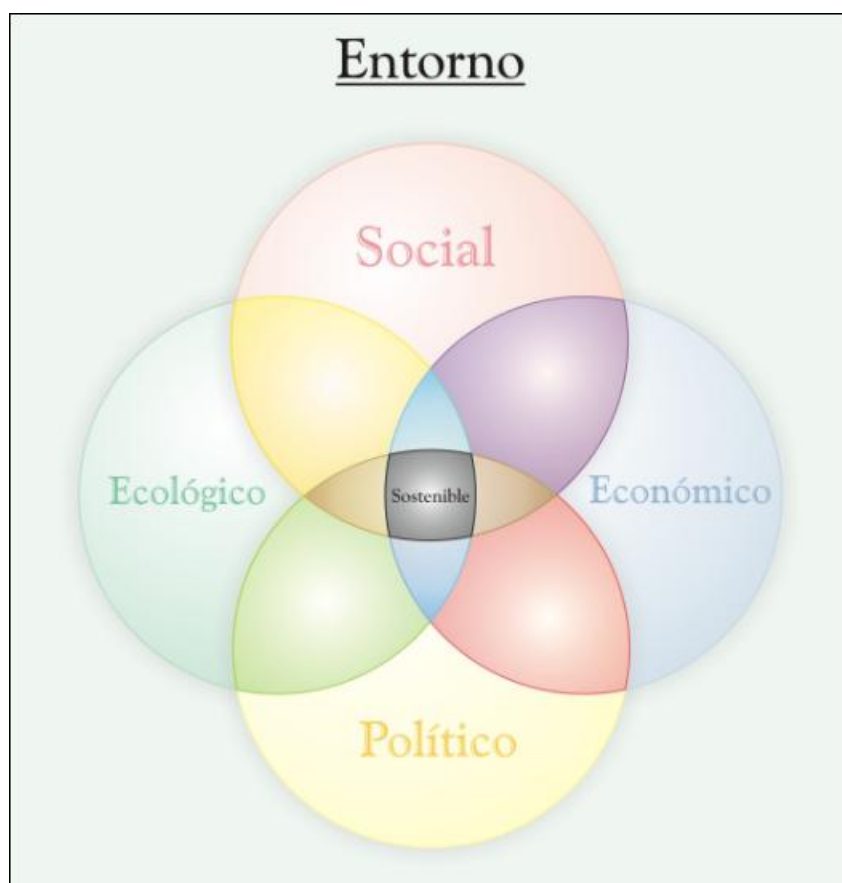 Entorno
Social
Ecológico
Sostenible
Económico
Político